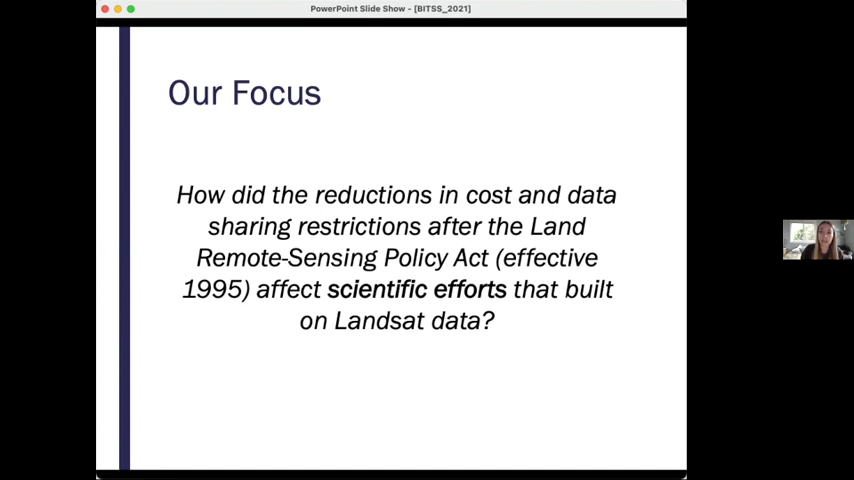 PowerPoint Slide Show - [BITSS_2021]
Our Focus
How did the reductions in cost and data
sharing restrictions after the Land
Remote-Sensing Policy Act (effective
1995) affect scientific efforts that built
on Landsat data?